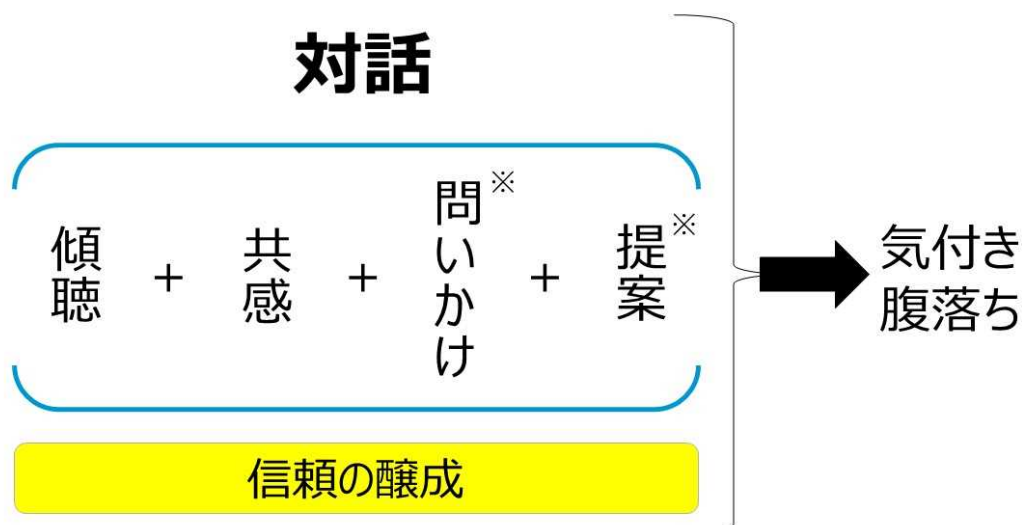 対話
傾聴 + 共感 + 問いかけ※ + 提案※
気付き
腹落ち
信頼の醸成